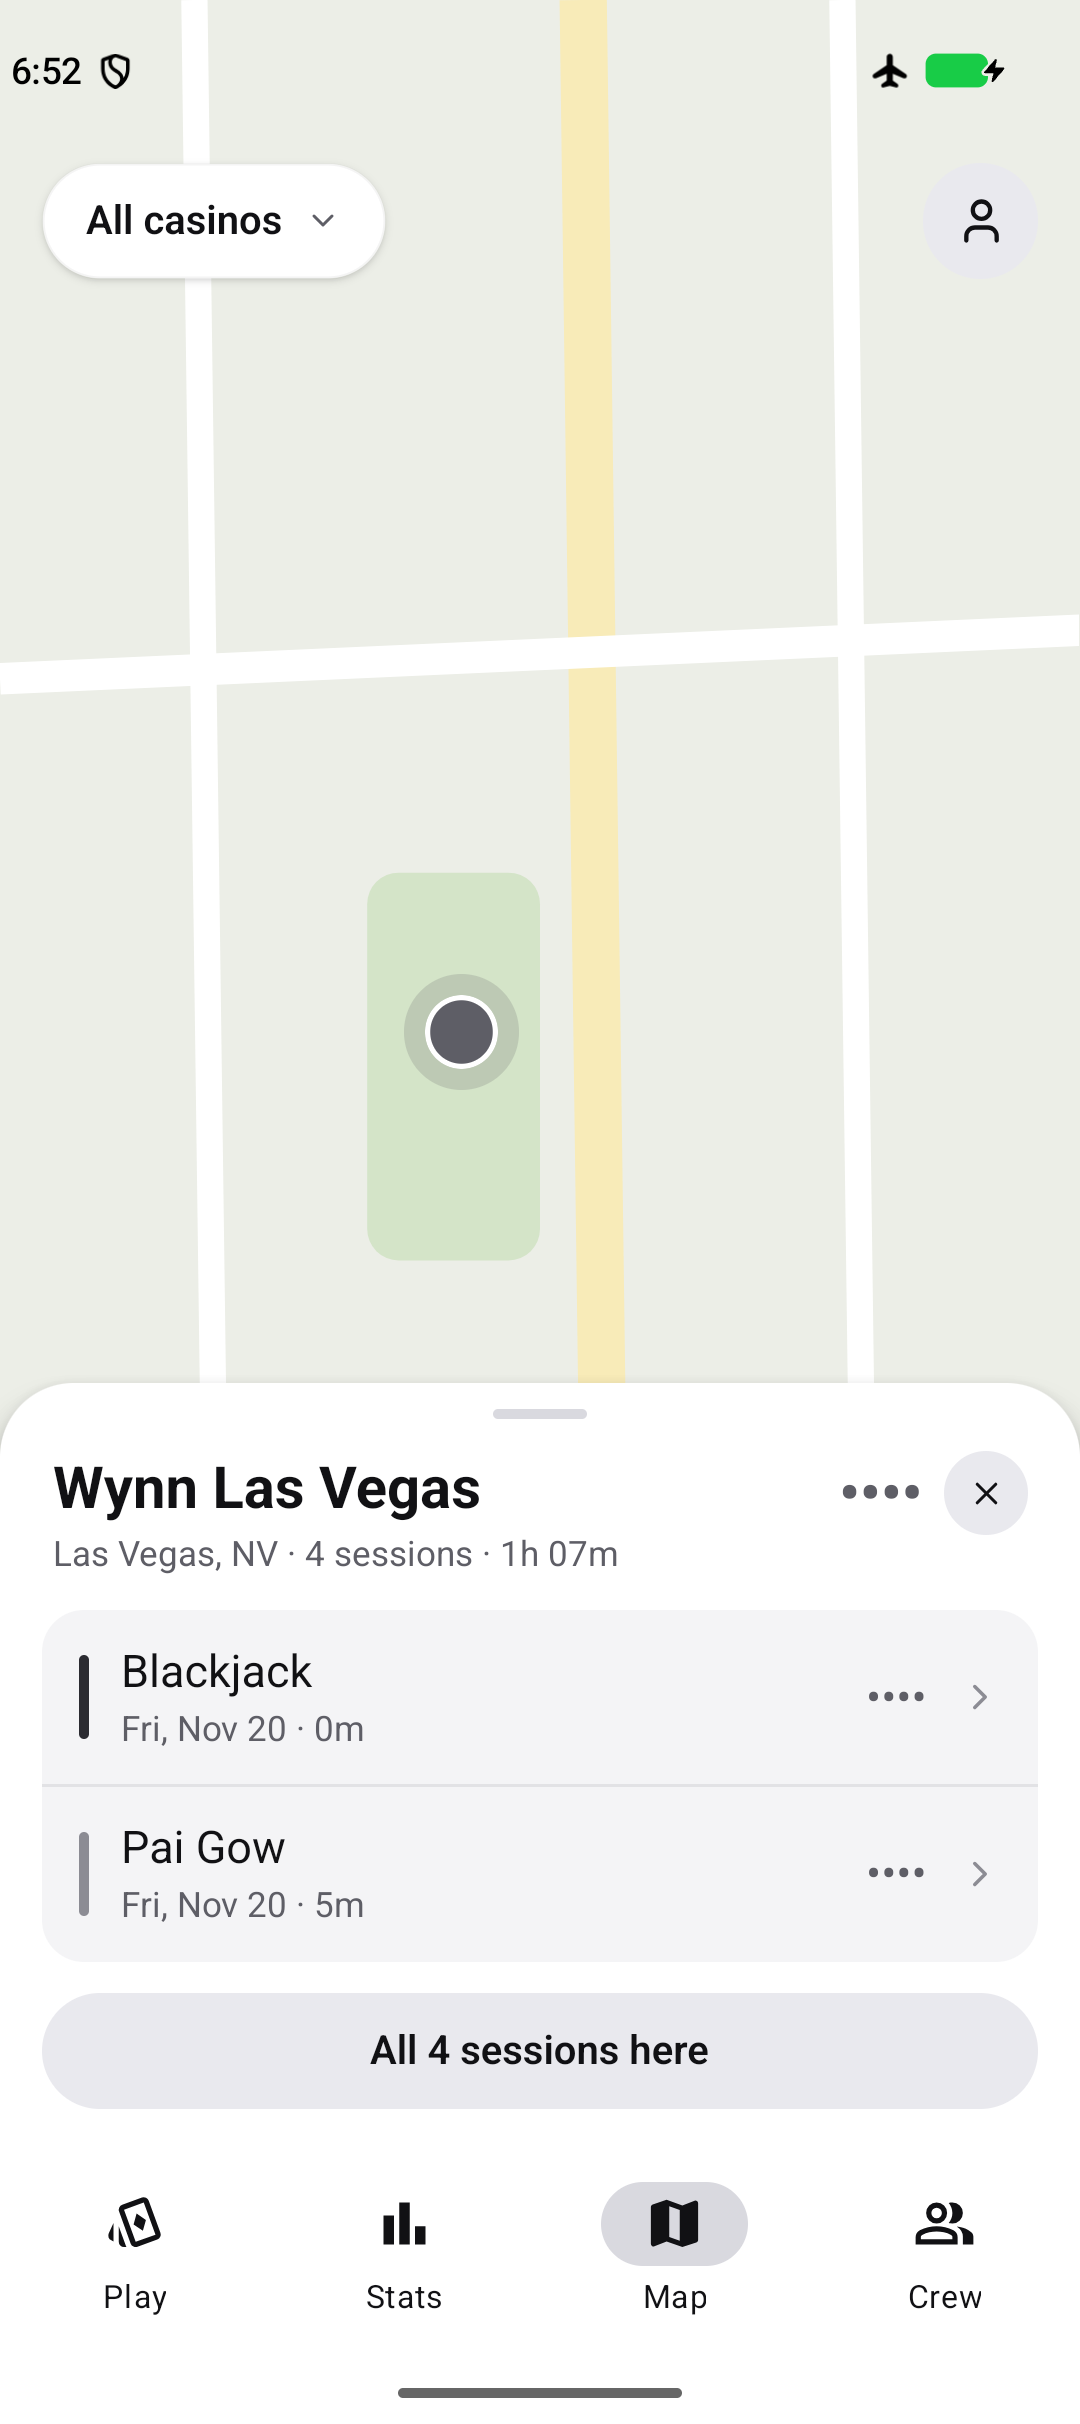 6:52
All casinos
Wynn Las Vegas
••••
Las Vegas, NV · 4 sessions · 1h 07m
Blackjack
Fri, Nov 20 · 0m
••••
Pai Gow
Fri, Nov 20 · 5m
••••
All 4 sessions here
Play
Stats
Map
Crew